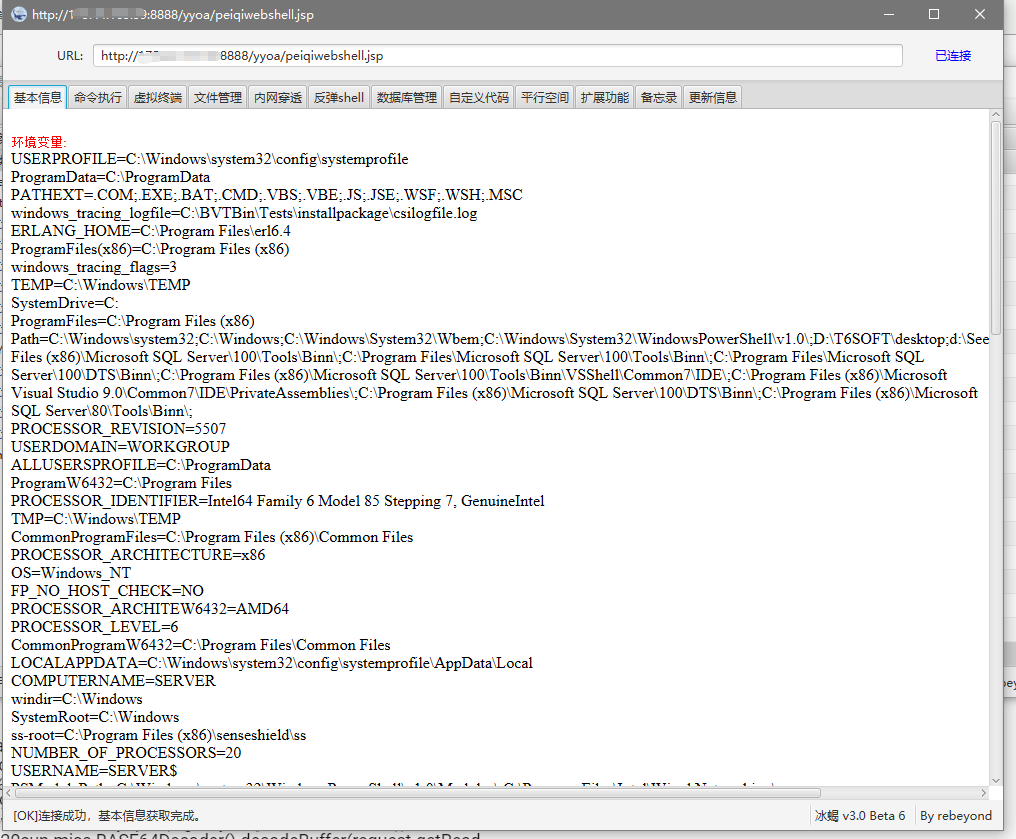 http://1 9:8888/yyoa/peiqiwebshell.jsp
URL: http://17 8888/yyoa/peiqiwebshell.jsp 已连接
基本信息 命令执行 虚拟终端 文件管理 内网穿透 反弹shell 数据库管理 自定义代码 平行空间 扩展功能 备忘录 更新信息
环境变量:
USERPROFILE=C:\Windows\system32\config\systemprofile
ProgramData=C:\ProgramData
PATHEXT=.COM;.EXE;.BAT;.CMD;.VBS;.VBE;.JS;.JSE;.WSF;.WSH;.MSC
windows_tracing_logfile=C:\BVTBin\Tests\installpackage\csilogfile.log
ERLANG_HOME=C:\Program Files\erl6.4
ProgramFiles(x86)=C:\Program Files (x86)
windows_tracing_flags=3
TEMP=C:\Windows\TEMP
SystemDrive=C:
ProgramFiles=C:\Program Files (x86)
Path=C:\Windows\system32;C:\Windows;C:\Windows\System32\Wbem;C:\Windows\System32\WindowsPowerShell\v1.0\;D:\T6SOFT\desktop;d:\See
Files (x86)\Microsoft SQL Server\100\Tools\Binn\;C:\Program Files\Microsoft SQL Server\100\Tools\Binn\;C:\Program Files\Microsoft SQL
Server\100\DTS\Binn\;C:\Program Files (x86)\Microsoft SQL Server\100\Tools\Binn\VSShell\Common7\IDE\;C:\Program Files (x86)\Microsoft
Visual Studio 9.0\Common7\IDE\PrivateAssemblies\;C:\Program Files (x86)\Microsoft SQL Server\100\DTS\Binn\;C:\Program Files (x86)\Microsoft
SQL Server\80\Tools\Binn\;
PROCESSOR_REVISION=5507
USERDOMAIN=WORKGROUP
ALLUSERSPROFILE=C:\ProgramData
ProgramW6432=C:\Program Files
PROCESSOR_IDENTIFIER=Intel64 Family 6 Model 85 Stepping 7, GenuineIntel
TMP=C:\Windows\TEMP
CommonProgramFiles=C:\Program Files (x86)\Common Files
PROCESSOR_ARCHITECTURE=x86
OS=Windows_NT
FP_NO_HOST_CHECK=NO
PROCESSOR_ARCHITEW6432=AMD64
PROCESSOR_LEVEL=6
CommonProgramW6432=C:\Program Files\Common Files
LOCALAPPDATA=C:\Windows\system32\config\systemprofile\AppData\Local
COMPUTERNAME=SERVER
windir=C:\Windows
SystemRoot=C:\Windows
ss-root=C:\Program Files (x86)\senseshield\ss
NUMBER_OF_PROCESSORS=20
USERNAME=SERVER$
[OK]连接成功，基本信息获取完成。 冰蝎 v3.0 Beta 6 By rebeyond